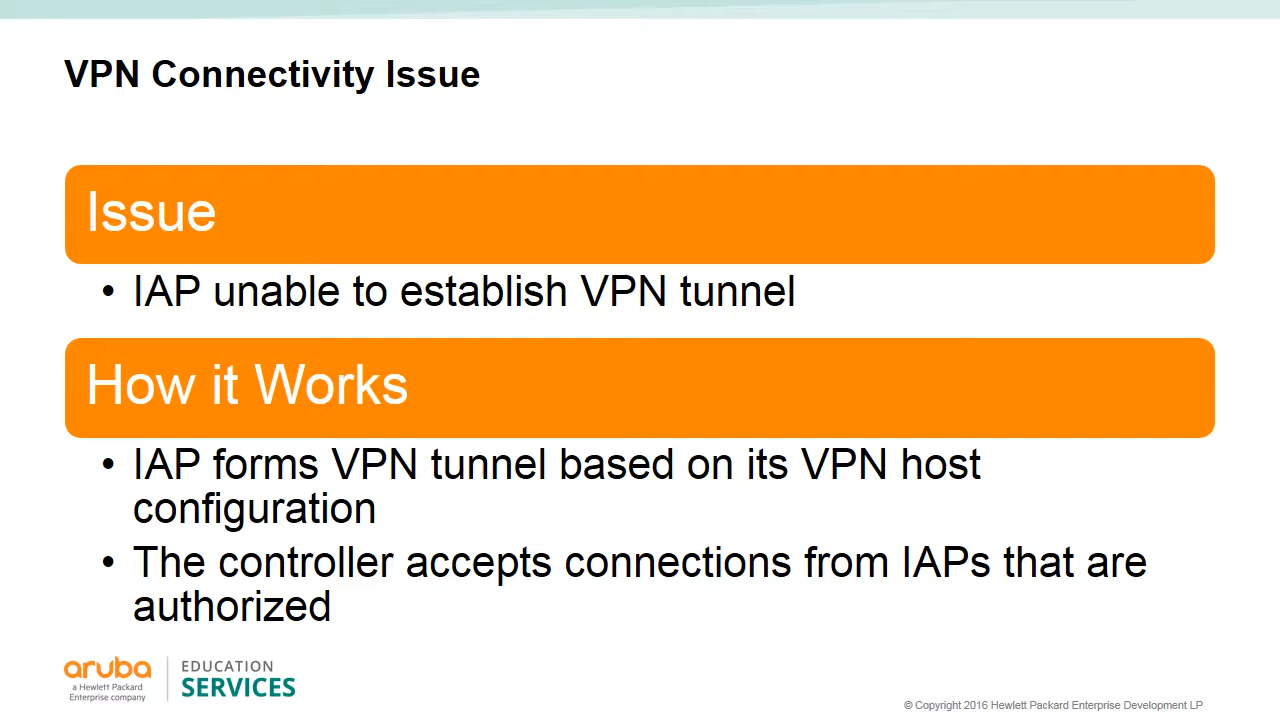 VPN Connectivity Issue
Issue
• IAP unable to establish VPN tunnel
How it Works
• IAP forms VPN tunnel based on its VPN host
configuration
• The controller accepts connections from IAPs that are
authorized
aruba
a Hewlett Packard
Enterprise company
EDUCATION
SERVICES
© Copyright 2016 Hewlett Packard Enterprise Development LP